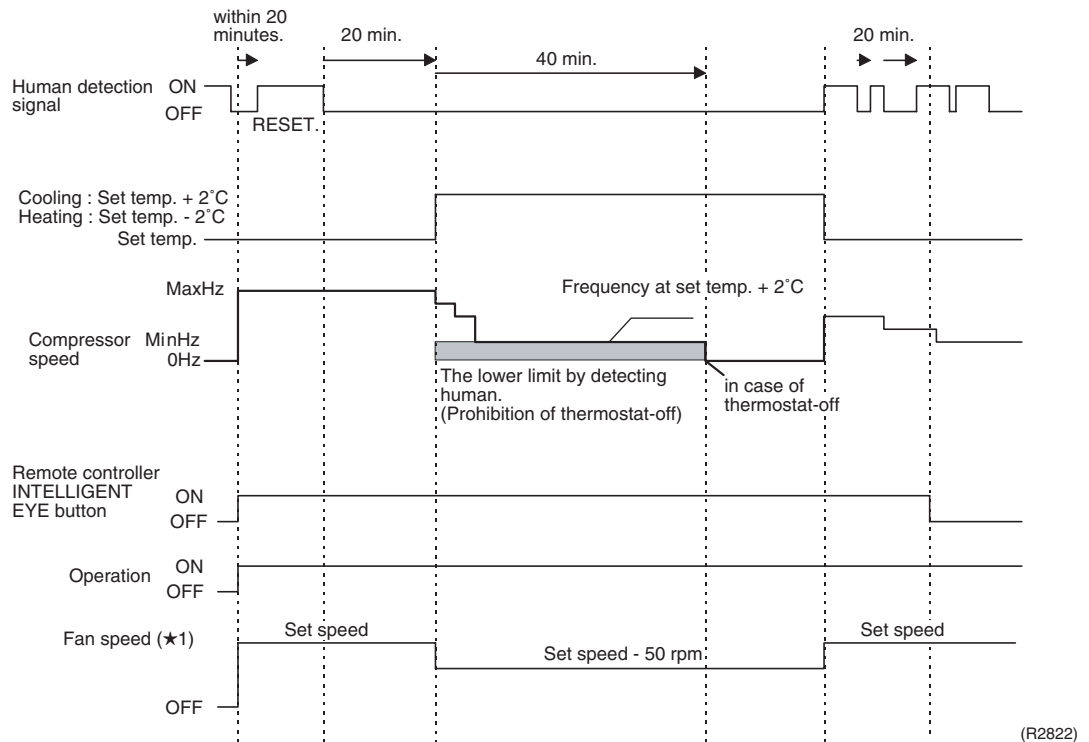 within 20
minutes.
20 min.
40 min.
20 min.
Human detection
signal
ON
OFF
RESET.
Cooling : Set temp. + 2˚C
Heating : Set temp. - 2˚C
Set temp.
MaxHz
Frequency at set temp. + 2˚C
Compressor
speed
MinHz
0Hz
The lower limit by detecting
human.
(Prohibition of thermostat-off)
in case of
thermostat-off
Remote controller
INTELLIGENT
EYE button
ON
OFF
Operation
ON
OFF
Fan speed (★1)
Set speed
Set speed - 50 rpm
Set speed
OFF
(R2822)